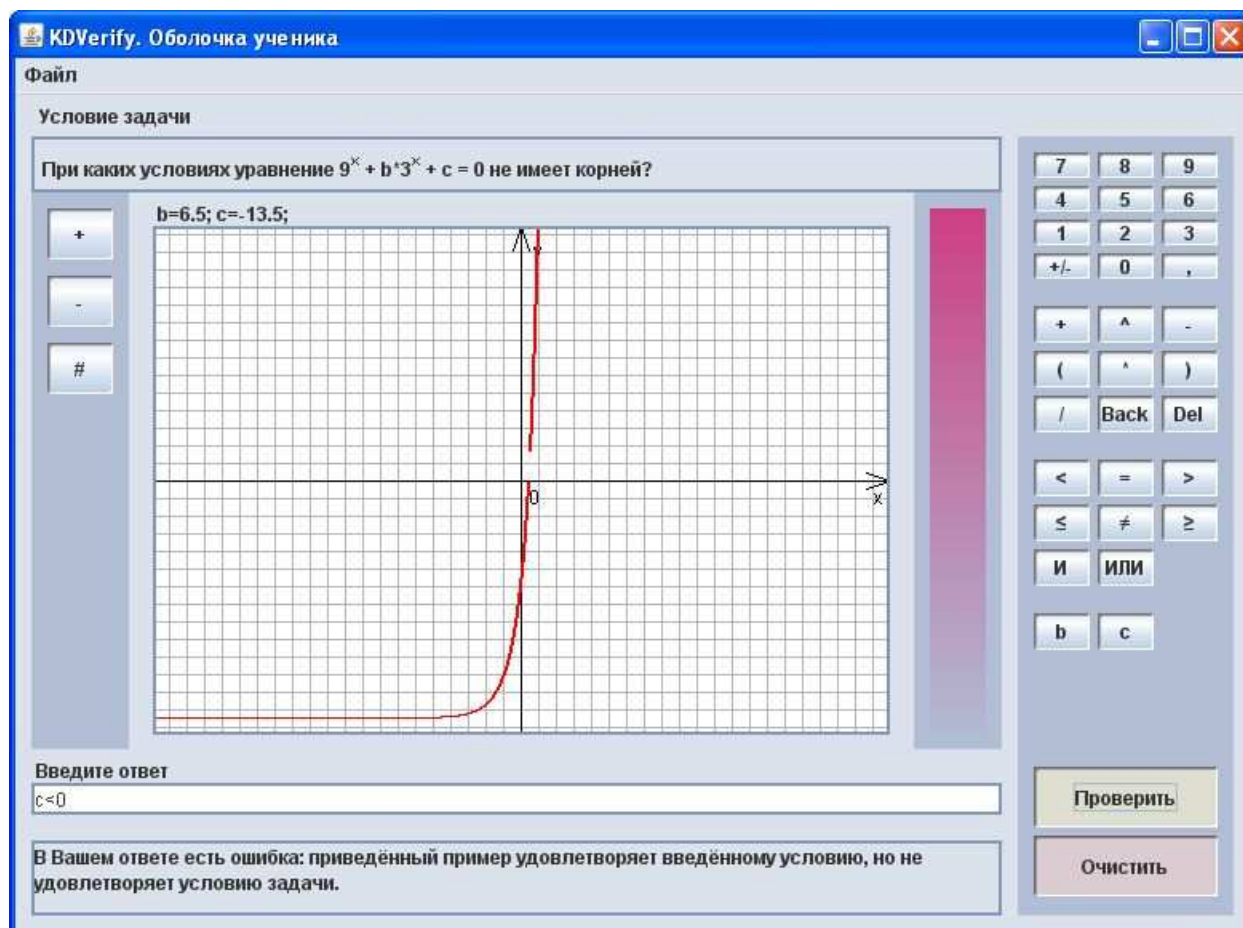 KDVerify. Оболочка ученика
Файл
Условие задачи
При каких условиях уравнение 9^x + b*3^x + c = 0 не имеет корней?
b=6.5; c=-13.5;
+
-
#
0
x
7 8 9
4 5 6
1 2 3
+/- 0 ,
+ ^ -
( * )
/ Back Del
< = >
≤ ≠ ≥
И ИЛИ
b c
Введите ответ
c<0
Проверить
В Вашем ответе есть ошибка: приведённый пример удовлетворяет введённому условию, но не
удовлетворяет условию задачи.
Очистить